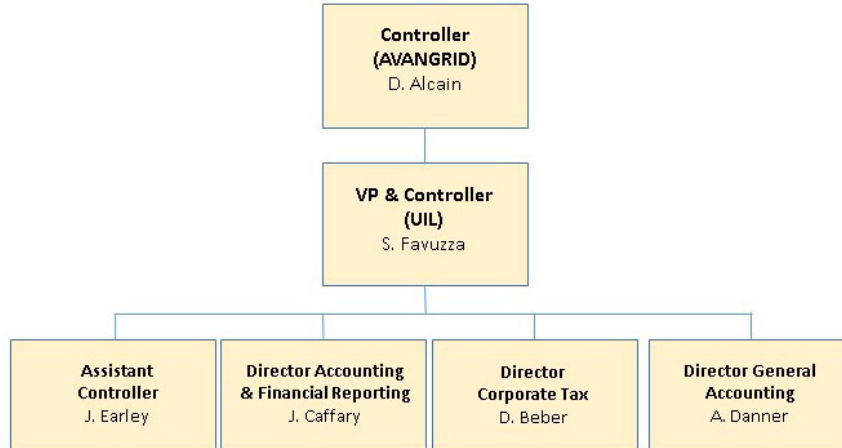 Controller
(AVANGRID)
D. Alcain
VP & Controller
(UIL)
S. Favuzza
Assistant
Controller
J. Earley
Director Accounting
& Financial Reporting
J. Caffary
Director
Corporate Tax
D. Beber
Director General
Accounting
A. Danner